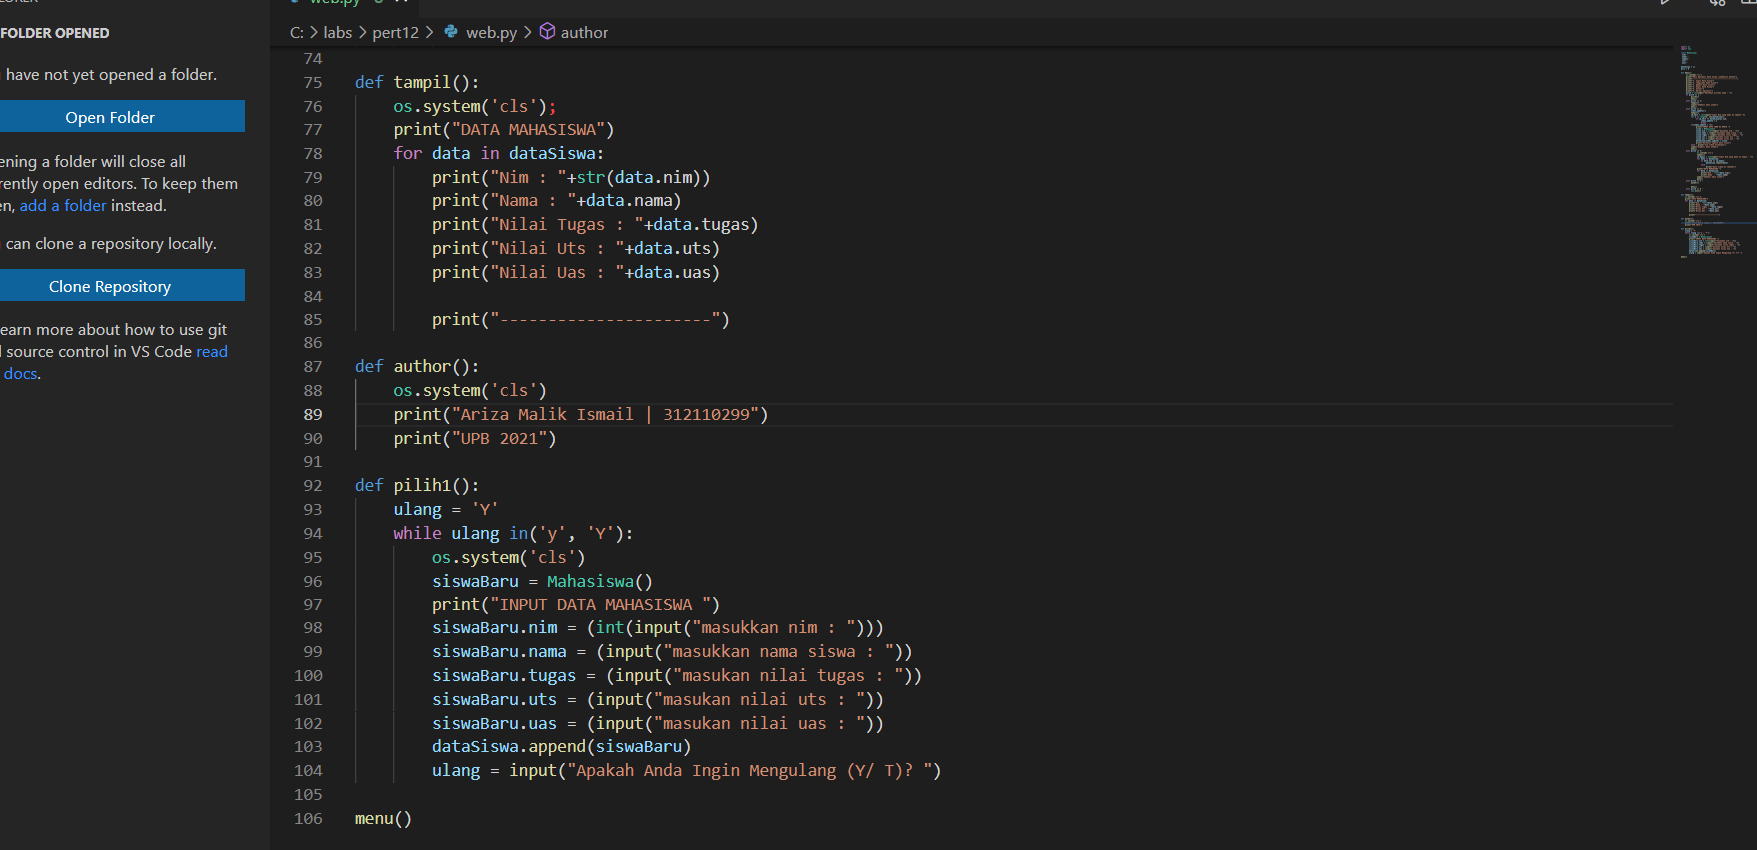 web.py
FOLDER OPENED
have not yet opened a folder.
Open Folder
ening a folder will close all
rently open editors. To keep them
en, add a folder instead.
can clone a repository locally.
Clone Repository
earn more about how to use git
source control in VS Code read
docs.
C: > labs > pert12 > web.py > author
74
75 def tampil():
76     os.system('cls');
77     print("DATA MAHASISWA")
78     for data in dataSiswa:
79         print("Nim : "+str(data.nim))
80         print("Nama : "+data.nama)
81         print("Nilai Tugas : "+data.tugas)
82         print("Nilai Uts : "+data.uts)
83         print("Nilai Uas : "+data.uas)
84
85         print("----------------------")
86
87 def author():
88     os.system('cls')
89     print("Ariza Malik Ismail | 312110299")
90     print("UPB 2021")
91
92 def pilih1():
93     ulang = 'Y'
94     while ulang in('y', 'Y'):
95         os.system('cls')
96         siswaBaru = Mahasiswa()
97         print("INPUT DATA MAHASISWA ")
98         siswaBaru.nim = (int(input("masukkan nim : ")))
99         siswaBaru.nama = (input("masukkan nama siswa : "))
100         siswaBaru.tugas = (input("masukan nilai tugas : "))
101         siswaBaru.uts = (input("masukan nilai uts : "))
102         siswaBaru.uas = (input("masukan nilai uas : "))
103         dataSiswa.append(siswaBaru)
104         ulang = input("Apakah Anda Ingin Mengulang (Y/ T)? ")
105
106 menu()